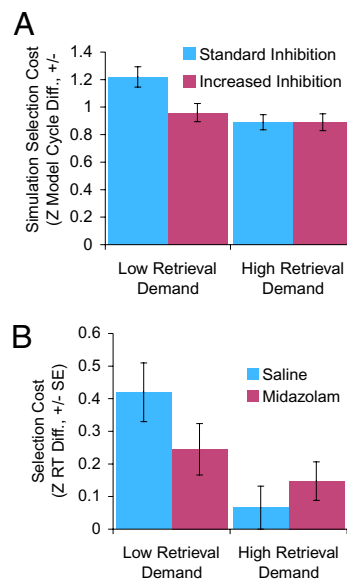 A
Simulation Selection Cost
(Z Model Cycle Diff., +/-
1.4
1.2
1
0.8
0.6
0.4
0.2
0
Standard Inhibition
Increased Inhibition
Low Retrieval
Demand
High Retrieval
Demand
B
Selection Cost
(Z RT Diff., +/- SE)
0.6
0.5
0.4
0.3
0.2
0.1
0
Saline
Midazolam
Low Retrieval
Demand
High Retrieval
Demand